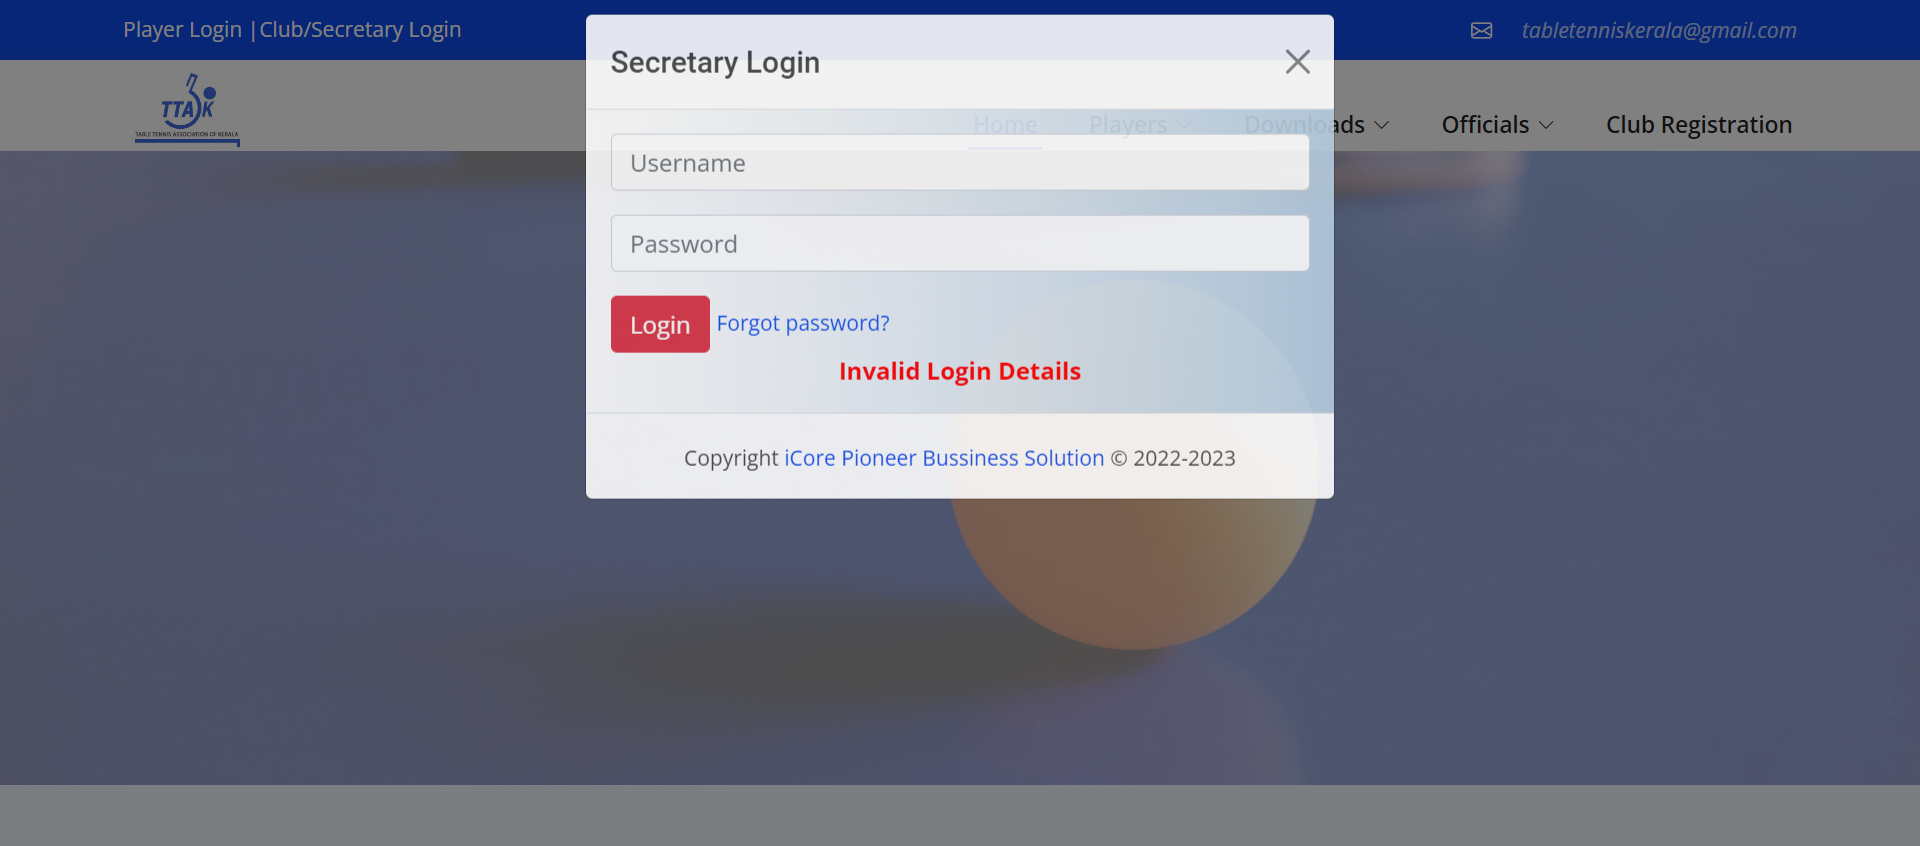 Player Login |Club/Secretary Login
tabletenniskerala@gmail.com
Secretary Login
TTASK
TABLE TENNIS ASSOCIATION OF KERALA
Home
Players
Downloads
Officials
Club Registration
Username
Password
Login Forgot password?
Invalid Login Details
Copyright iCore Pioneer Bussiness Solution © 2022-2023